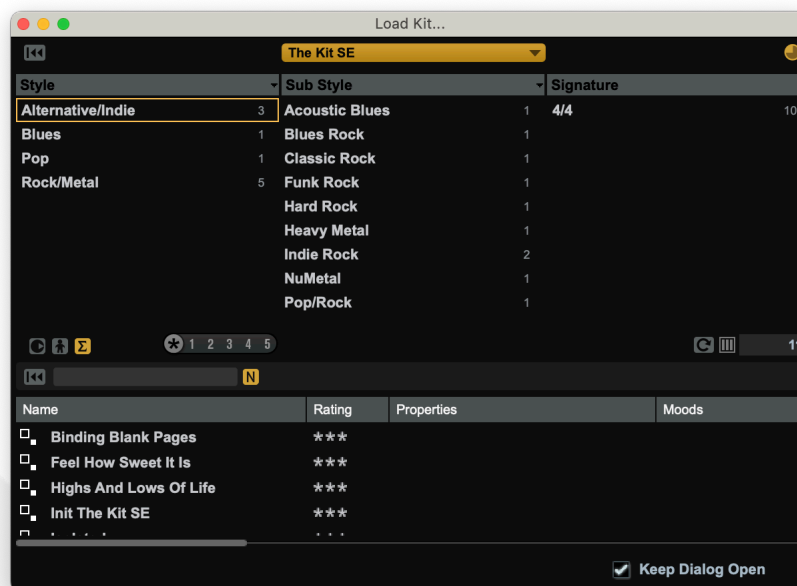 Load Kit...
The Kit SE
Style Sub Style Signature
Alternative/Indie 3 Acoustic Blues 1 4/4 10
Blues 1 Blues Rock 1
Pop 1 Classic Rock 1
Rock/Metal 5 Funk Rock 1
Hard Rock 1
Heavy Metal 1
Indie Rock 2
NuMetal 1
Pop/Rock 1
Σ * 1 2 3 4 5
N
Name Rating Properties Moods
Binding Blank Pages ***
Feel How Sweet It Is ***
Highs And Lows Of Life ***
Init The Kit SE ***
Keep Dialog Open